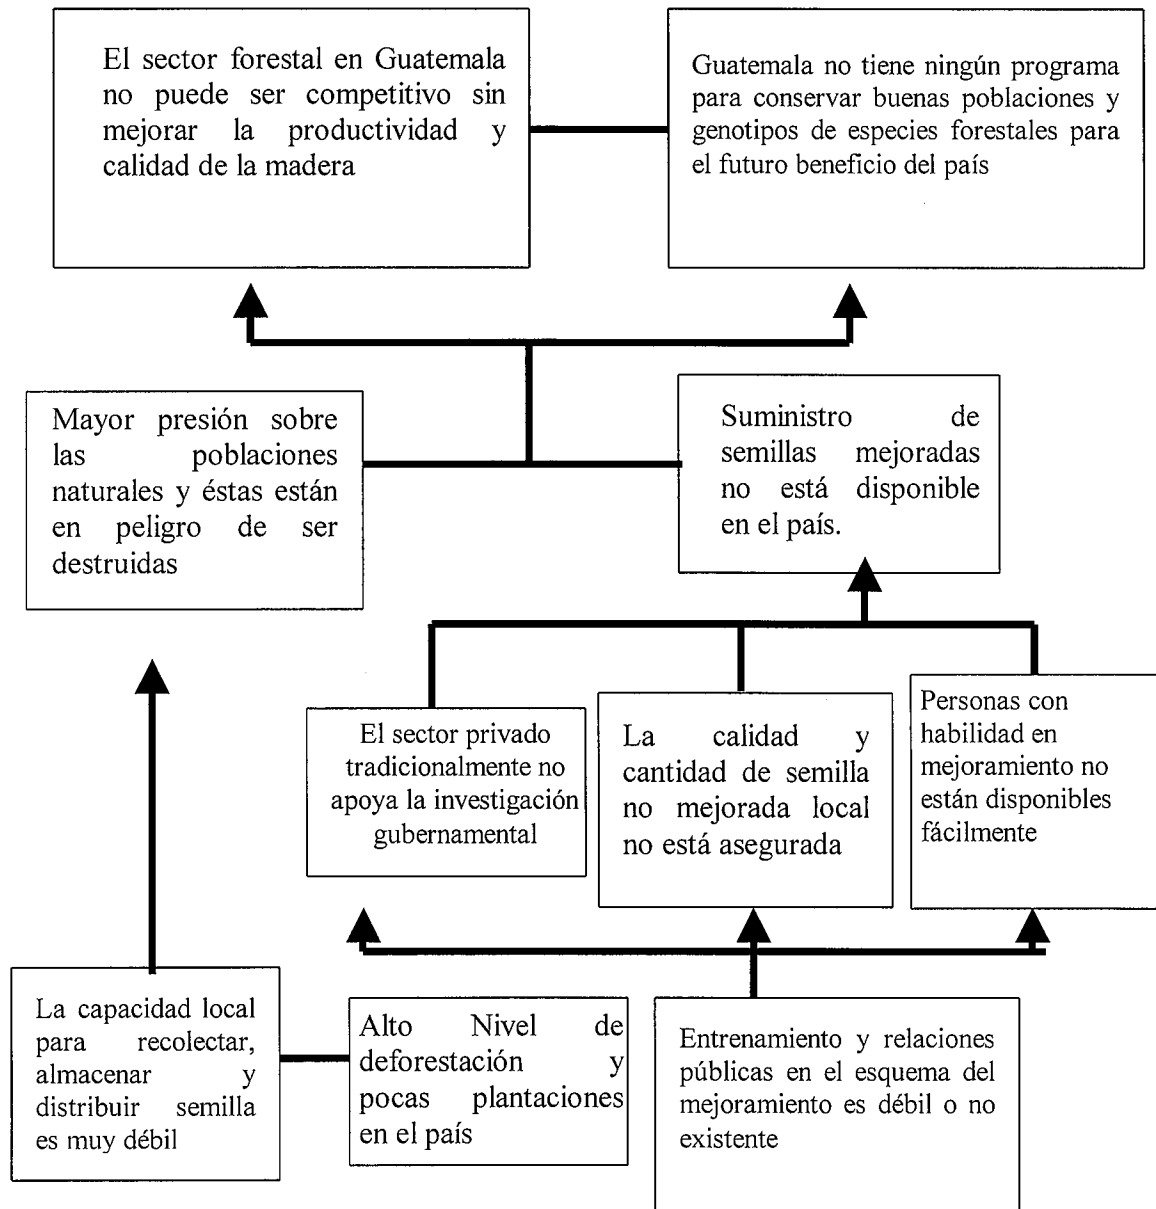 El sector forestal en Guatemala
no puede ser competitivo sin
mejorar la productividad y
calidad de la madera
Guatemala no tiene ningún programa
para conservar buenas poblaciones y
genotipos de especies forestales para
el futuro beneficio del país
Mayor presión sobre
las poblaciones
naturales y éstas están
en peligro de ser
destruidas
Suministro de
semillas mejoradas
no está disponible
en el país.
El sector privado
tradicionalmente no
apoya la investigación
gubernamental
La calidad y
cantidad de semilla
no mejorada local
no está asegurada
Personas con
habilidad en
mejoramiento no
están disponibles
fácilmente
La capacidad local
para recolectar,
almacenar y
distribuir semilla
es muy débil
Alto Nivel de
deforestación y
pocas plantaciones
en el país
Entrenamiento y relaciones
públicas en el esquema del
mejoramiento es débil o no
existente